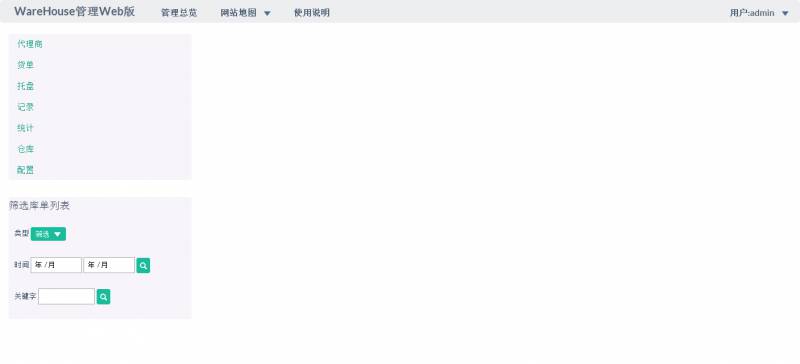 WareHouse管理Web版 管理总览 网站地图 使用说明 用户:admin
代理商
货单
托盘
记录
统计
仓库
配置
筛选库单列表
类型 筛选
时间 年 /月 年 /月
关键字